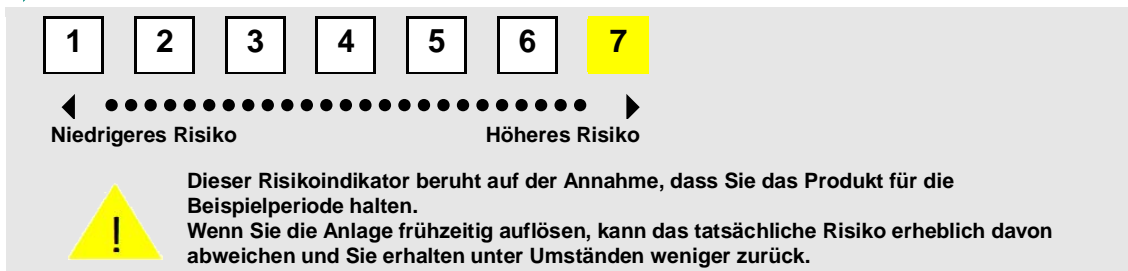 1 2 3 4 5 6 7
Niedrigeres Risiko Höheres Risiko
Dieser Risikoindikator beruht auf der Annahme, dass Sie das Produkt für die
Beispielperiode halten.
! Wenn Sie die Anlage frühzeitig auflösen, kann das tatsächliche Risiko erheblich davon
abweichen und Sie erhalten unter Umständen weniger zurück.